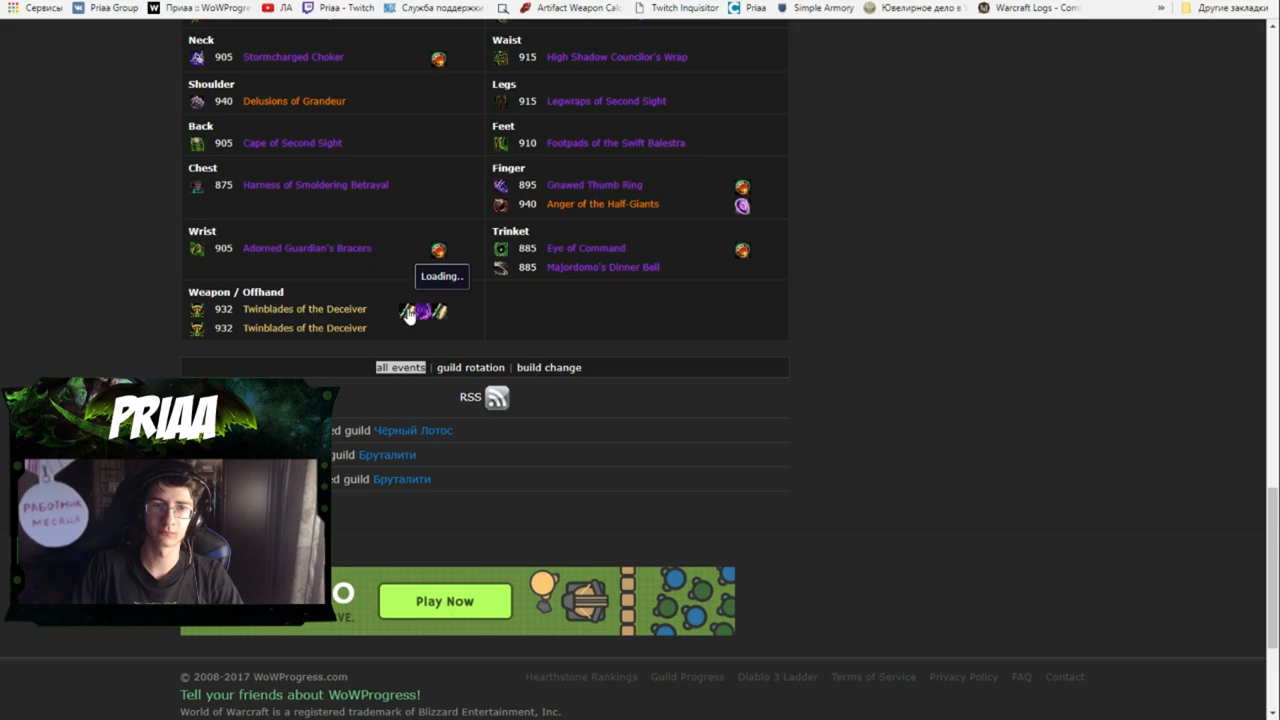 Сервисы Priaa Group Приаа :: WoWProgre ЛА Priaa - Twitch Служба поддержки Artifact Weapon Cal Twitch Inquisitor Priaa Simple Armory Ювелирное дело в Warcraft Logs - Com » Другие закладки
Neck
905 Stormcharged Choker
Waist
915 High Shadow Councilor's Wrap
Shoulder
940 Delusions of Grandeur
Legs
915 Legwraps of Second Sight
Back
905 Cape of Second Sight
Feet
910 Footpads of the Swift Balestra
Chest
875 Harness of Smoldering Betrayal
Finger
895 Gnawed Thumb Ring
940 Anger of the Half-Giants
Wrist
905 Adorned Guardian's Bracers
Trinket
885 Eye of Command
885 Majordomo's Dinner Bell
Loading..
Weapon / Offhand
932 Twinblades of the Deceiver
932 Twinblades of the Deceiver
all events | guild rotation | build change
RSS
PRIAA
ed guild Чёрный Лотос
guild Бруталити
ed guild Бруталити
РАБОТНИК
МЕСЯЦА
O
VE.
Play Now
© 2008-2017 WoWProgress.com
Hearthstone Rankings Guild Progress Diablo 3 Ladder Terms of Service Privacy Policy FAQ Contact
Tell your friends about WoWProgress!
World of Warcraft is a registered trademark of Blizzard Entertainment, Inc.